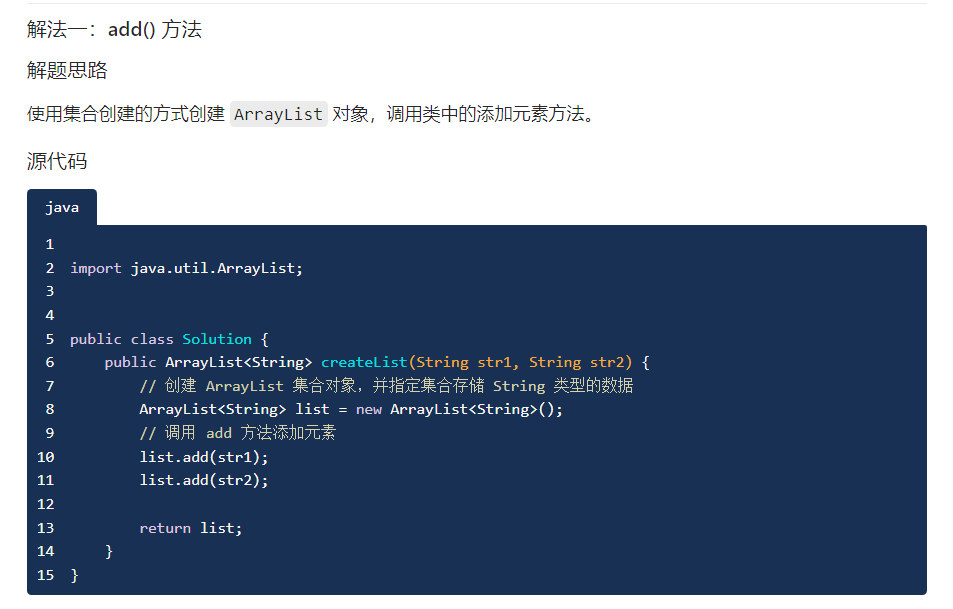 解法一：add() 方法
解题思路
使用集合创建的方式创建 ArrayList 对象，调用类中的添加元素方法。
源代码
java
1
2 import java.util.ArrayList;
3
4
5 public class Solution {
6     public ArrayList<String> createList(String str1, String str2) {
7         // 创建 ArrayList 集合对象，并指定集合存储 String 类型的数据
8         ArrayList<String> list = new ArrayList<String>();
9         // 调用 add 方法添加元素
10         list.add(str1);
11         list.add(str2);
12
13         return list;
14     }
15 }